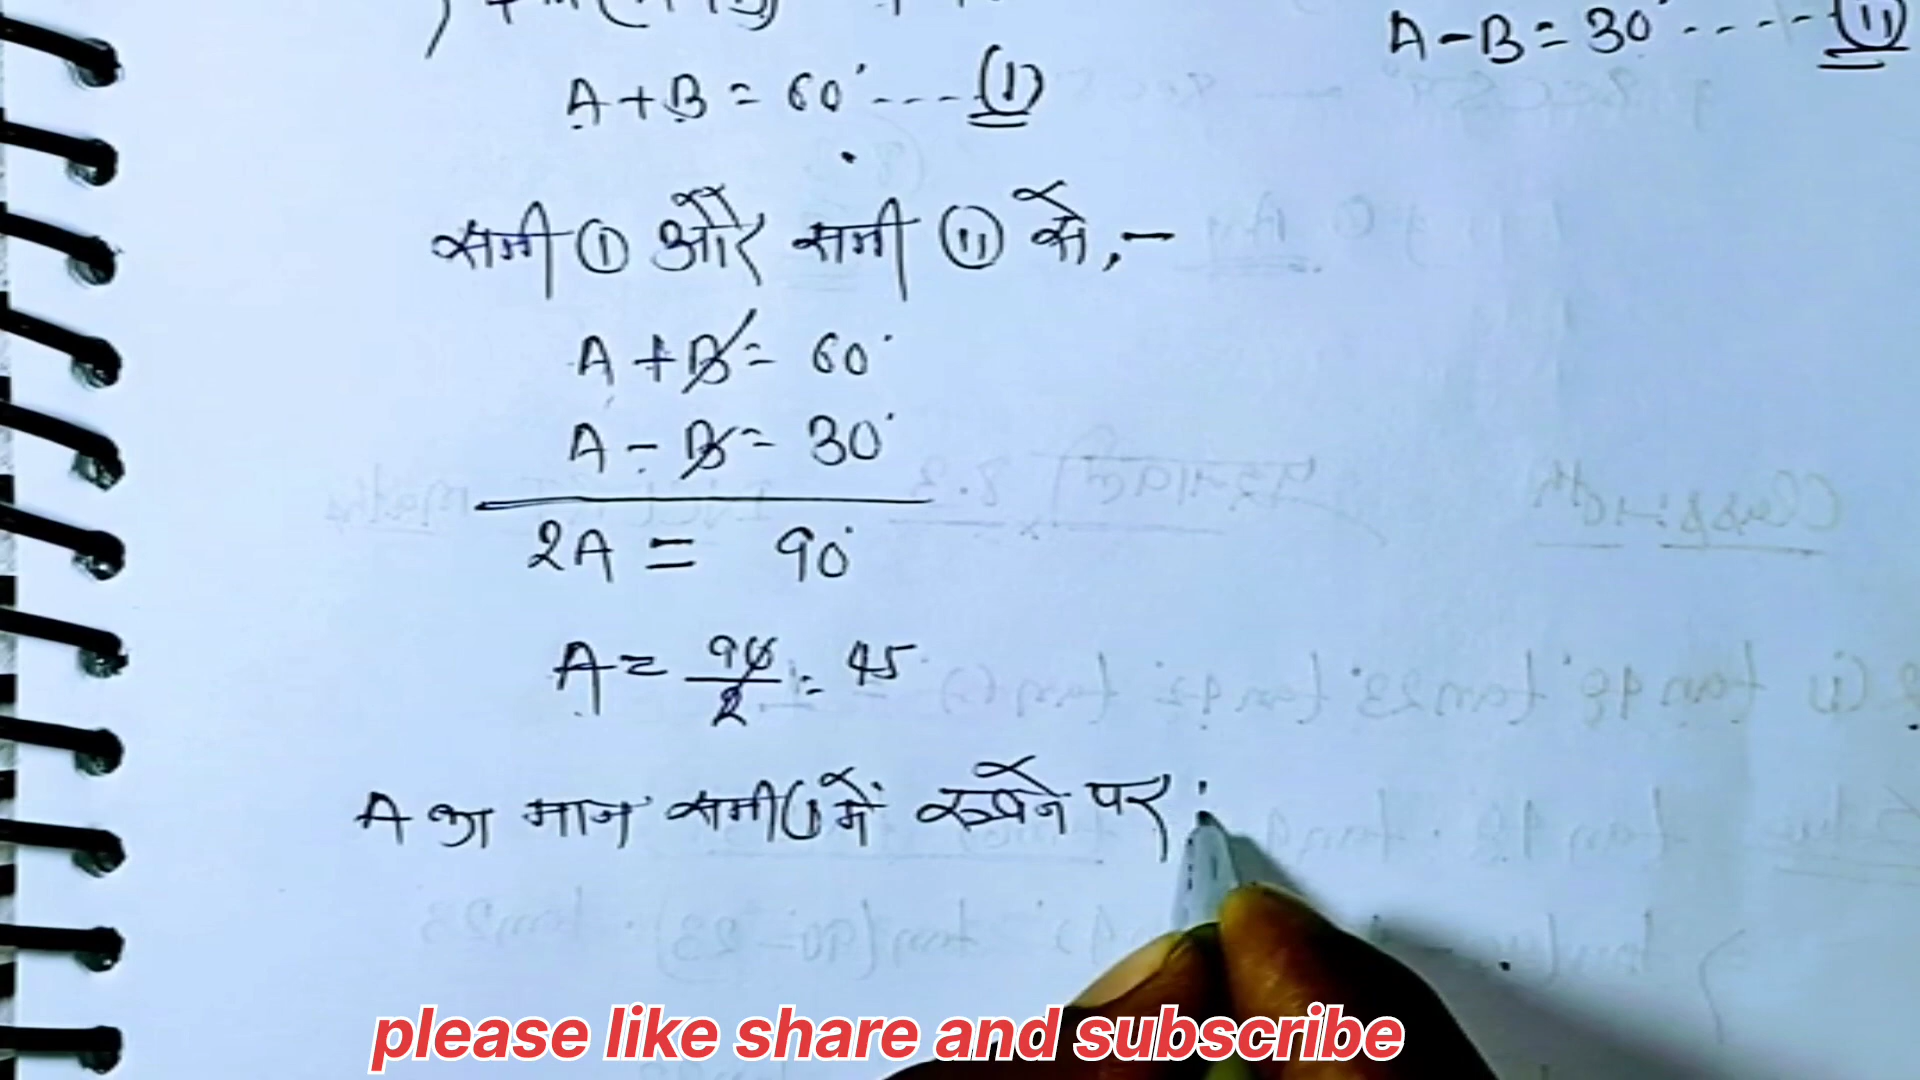 A - B = 30° ---- (ii)
A + B = 60° ---- (i)
समी (i) और समी (ii) से,-
A + B = 60°
A - B = 30°
2A = 90°
A = 90/2 = 45
A का मान समी (i) में रखने पर :
please like share and subscribe